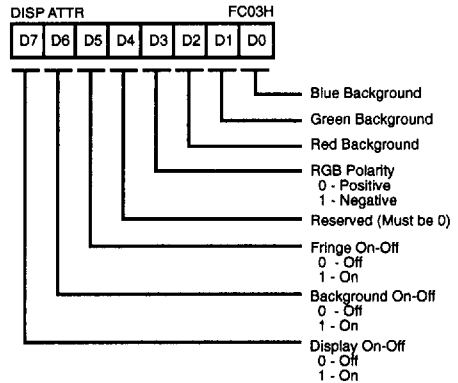 DISP ATTR FC03H
D7 D6 D5 D4 D3 D2 D1 D0
Blue Background
Green Background
Red Background
RGB Polarity
0 - Positive
1 - Negative
Reserved (Must be 0)
Fringe On-Off
0 - Off
1 - On
Background On-Off
0 - Off
1 - On
Display On-Off
0 - Off
1 - On